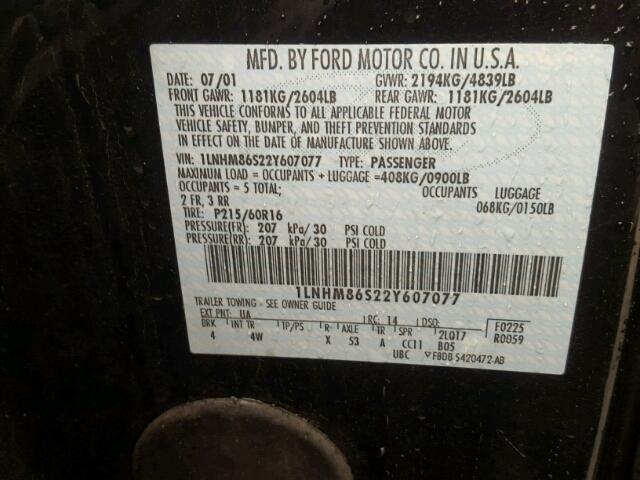 MFD. BY FORD MOTOR CO. IN U.S.A.
DATE: 07/01 GVWR: 2194KG/4839LB
FRONT GAWR: 1181KG/2604LB REAR GAWR: 1181KG/2604LB
THIS VEHICLE CONFORMS TO ALL APPLICABLE FEDERAL MOTOR
VEHICLE SAFETY, BUMPER, AND THEFT PREVENTION STANDARDS
IN EFFECT ON THE DATE OF MANUFACTURE SHOWN ABOVE.
VIN: 1LNHM86S22Y607077 TYPE: PASSENGER
MAXIMUM LOAD = OCCUPANTS + LUGGAGE =408KG/0900LB
OCCUPANTS = 5 TOTAL: OCCUPANTS LUGGAGE
2 FR, 3 RR 068KG/0150LB
TIRE: P215/60R16
PRESSURE(FR): 207 kPa/30 PSI COLD
PRESSURE(RR): 207 kPa/30 PSI COLD
1LNHM86S22Y607077
TRAILER TOWING - SEE OWNER GUIDE
EXT PNT: UA RC: 14 DSO: F0225
BRK INT TR TP/PS R AXLE TR SPR 2LQ17 R0059
4 4W X 53 A CC11 B05
UBC F8DB-5420472-AB